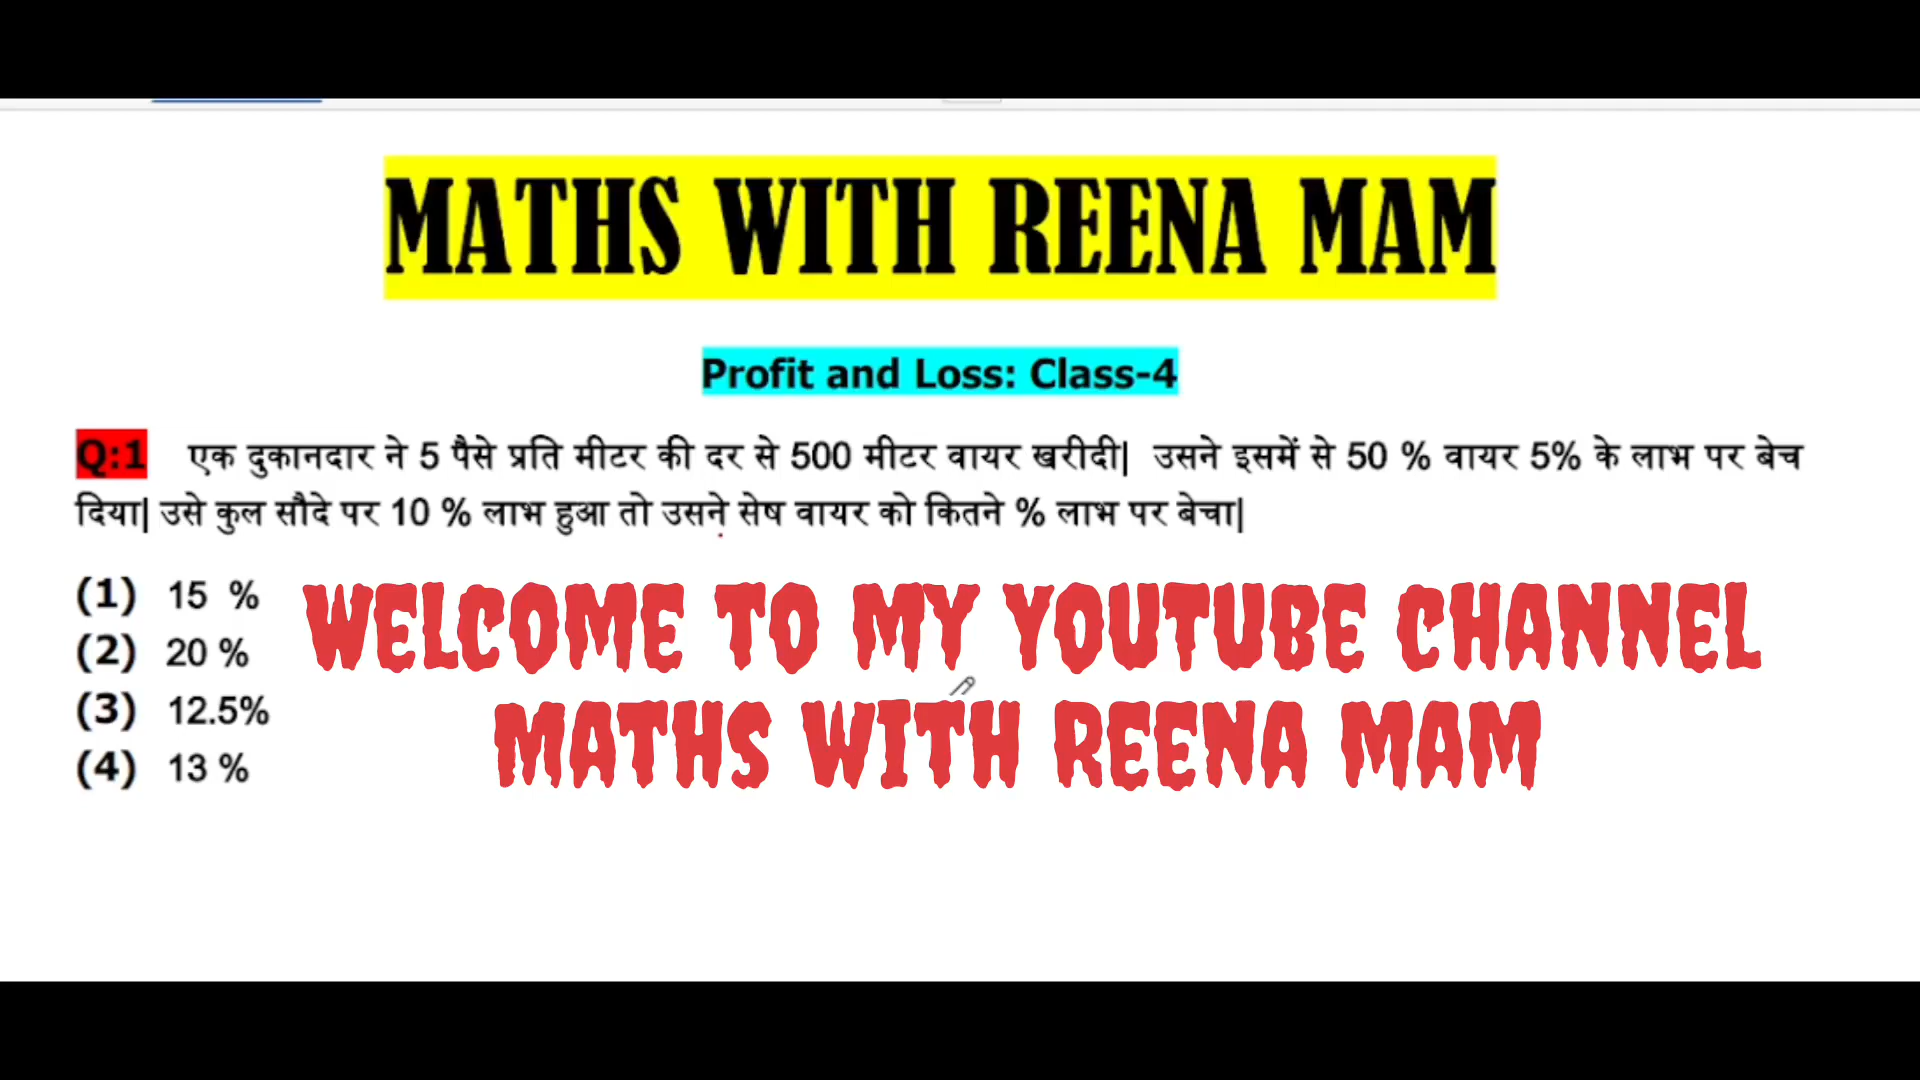 MATHS WITH REENA MAM
Profit and Loss: Class-4
Q:1 एक दुकानदार ने 5 पैसे प्रति मीटर की दर से 500 मीटर वायर खरीदी| उसने इसमें से 50 % वायर 5% के लाभ पर बेच
दिया| उसे कुल सौदे पर 10 % लाभ हुआ तो उसने सेष वायर को कितने % लाभ पर बेचा|
(1) 15 %
(2) 20 %
(3) 12.5%
(4) 13 %
WELCOME TO MY YOUTUBE CHANNEL
MATHS WITH REENA MAM